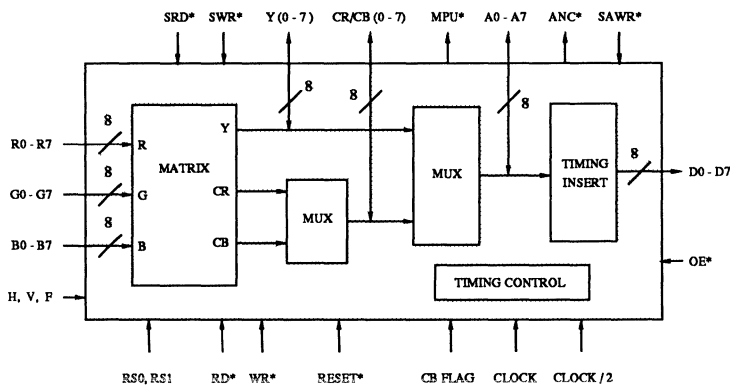 SRD* SWR* Y (0 - 7 ) CR/CB (0 - 7) MPU* A0 - A7 ANC* SAWR*
8 8 8
8 Y
R0 - R7 R
MATRIX MUX TIMING INSERT 8 D0 - D7
8
G0 - G7 G CR
MUX
8
B0 - B7 B CB
OE*
TIMING CONTROL
H, V, F
RS0, RS1 RD* WR* RESET* CB FLAG CLOCK CLOCK / 2